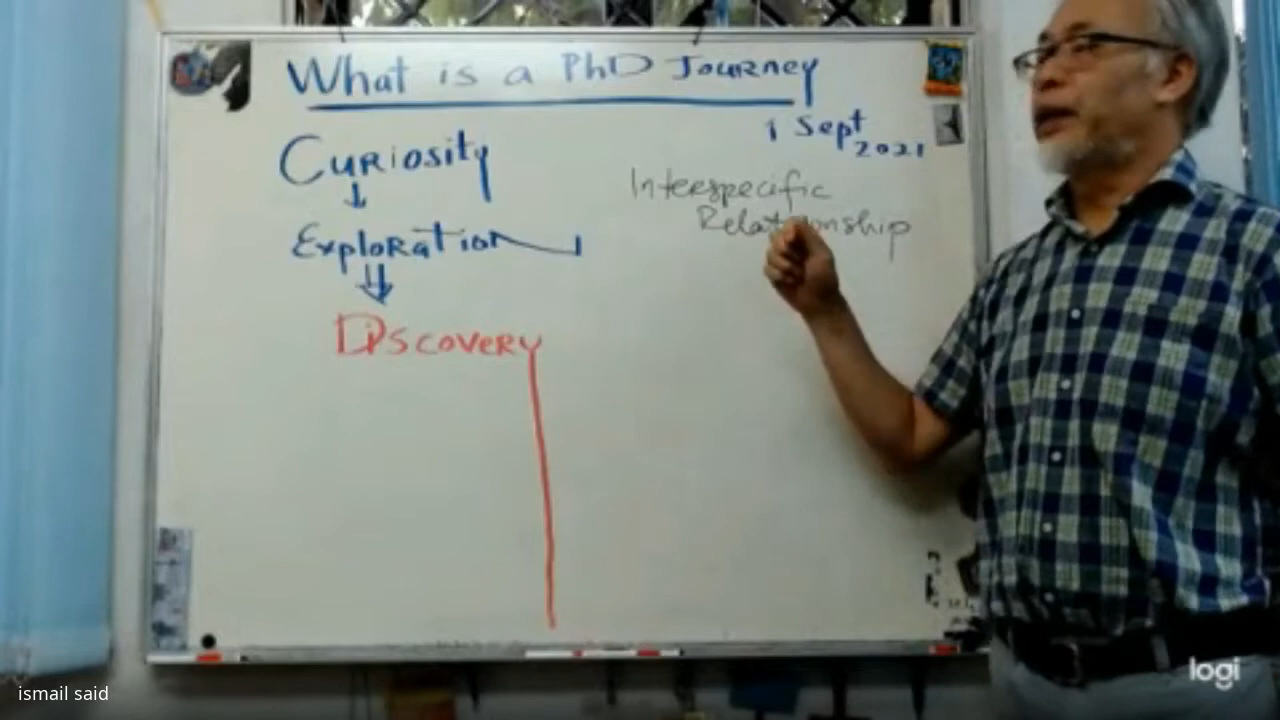 What is a PhD Journey
1 Sept
2021
Curiosity
Interspecific
Relationship
Exploration
Discovery
logi
ismail said